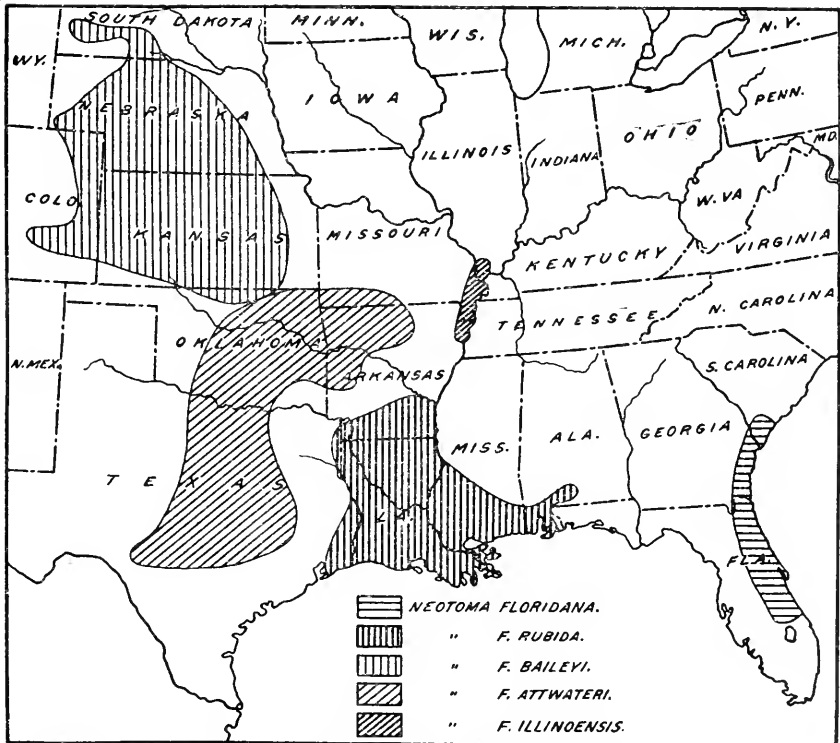 SOUTH DAKOTA
MINN.
WIS.
MICH.
N.Y.
WY.
NEBRASKA
IOWA
PENN.
ILLINOIS
INDIANA
OHIO
MD.
COLO
W.VA
KANSAS
MISSOURI
KENTUCKY
VIRGINIA
OKLAHOMA
TENNESSEE
N. CAROLINA
N. MEX.
ARKANSAS
S. CAROLINA
TEXAS
MISS.
ALA.
GEORGIA
FLA.
NEOTOMA FLORIDANA.
" F. RUBIDA.
" F. BAILEYI.
" F. ATTWATERI.
" F. ILLINOENSIS.